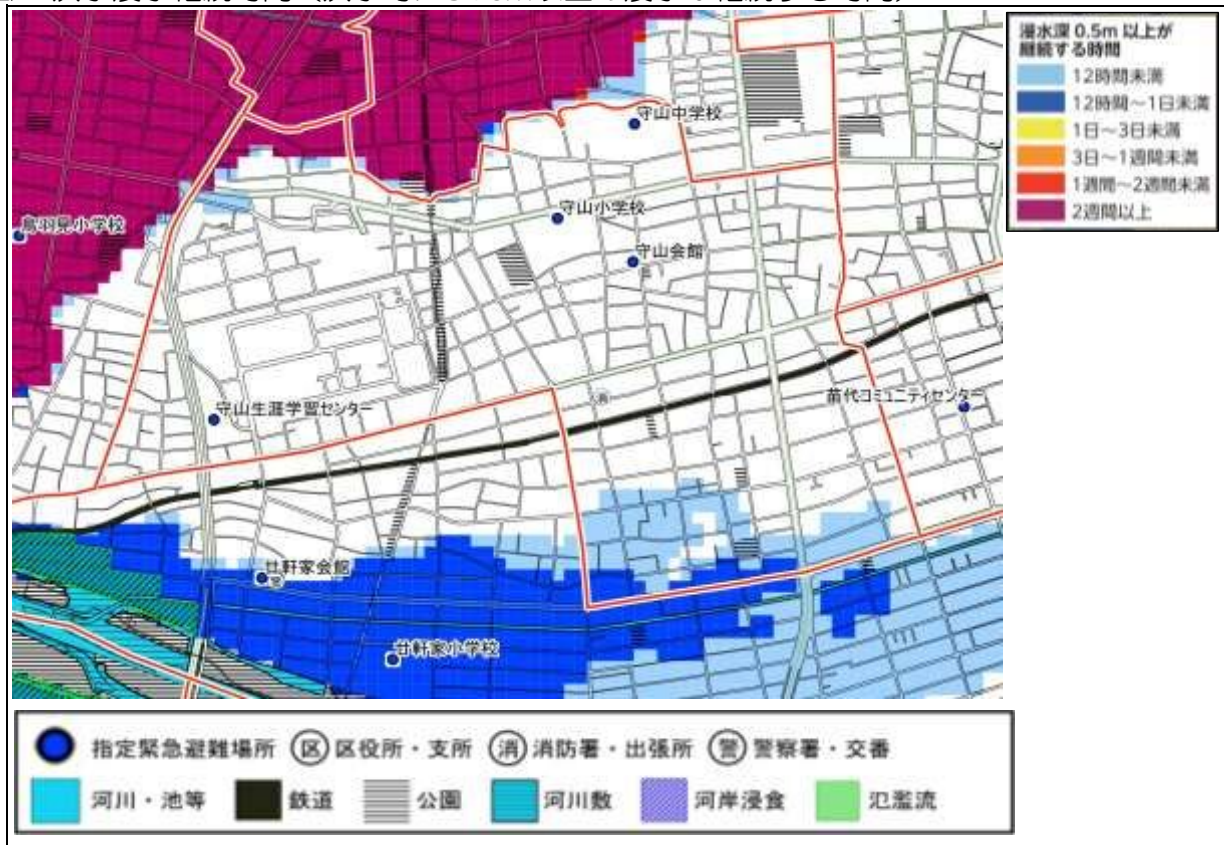 浸水深 0.5m 以上が
継続する時間
12時間未満
12時間～1日未満
1日～3日未満
3日～1週間未満
1週間～2週間未満
2週間以上
守山中学校
守山小学校
鳥羽見小学校
守山会館
苗代コミュニティセンター
守山生涯学習センター
消
廿軒家会館
廿軒家小学校
指定緊急避難場所 区 区役所・支所 消 消防署・出張所 警 警察署・交番
河川・池等 鉄道 公園 河川敷 河岸浸食 氾濫流